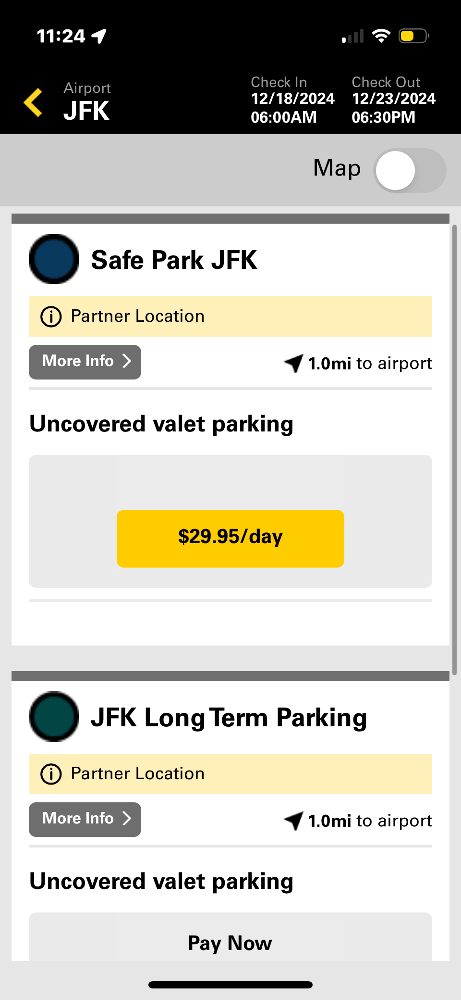 11:24
Airport
JFK
Check In
12/18/2024
06:00AM
Check Out
12/23/2024
06:30PM
Map
Safe Park JFK
Partner Location
More Info
1.0mi to airport
Uncovered valet parking
$29.95/day
JFK Long Term Parking
Partner Location
More Info
1.0mi to airport
Uncovered valet parking
Pay Now